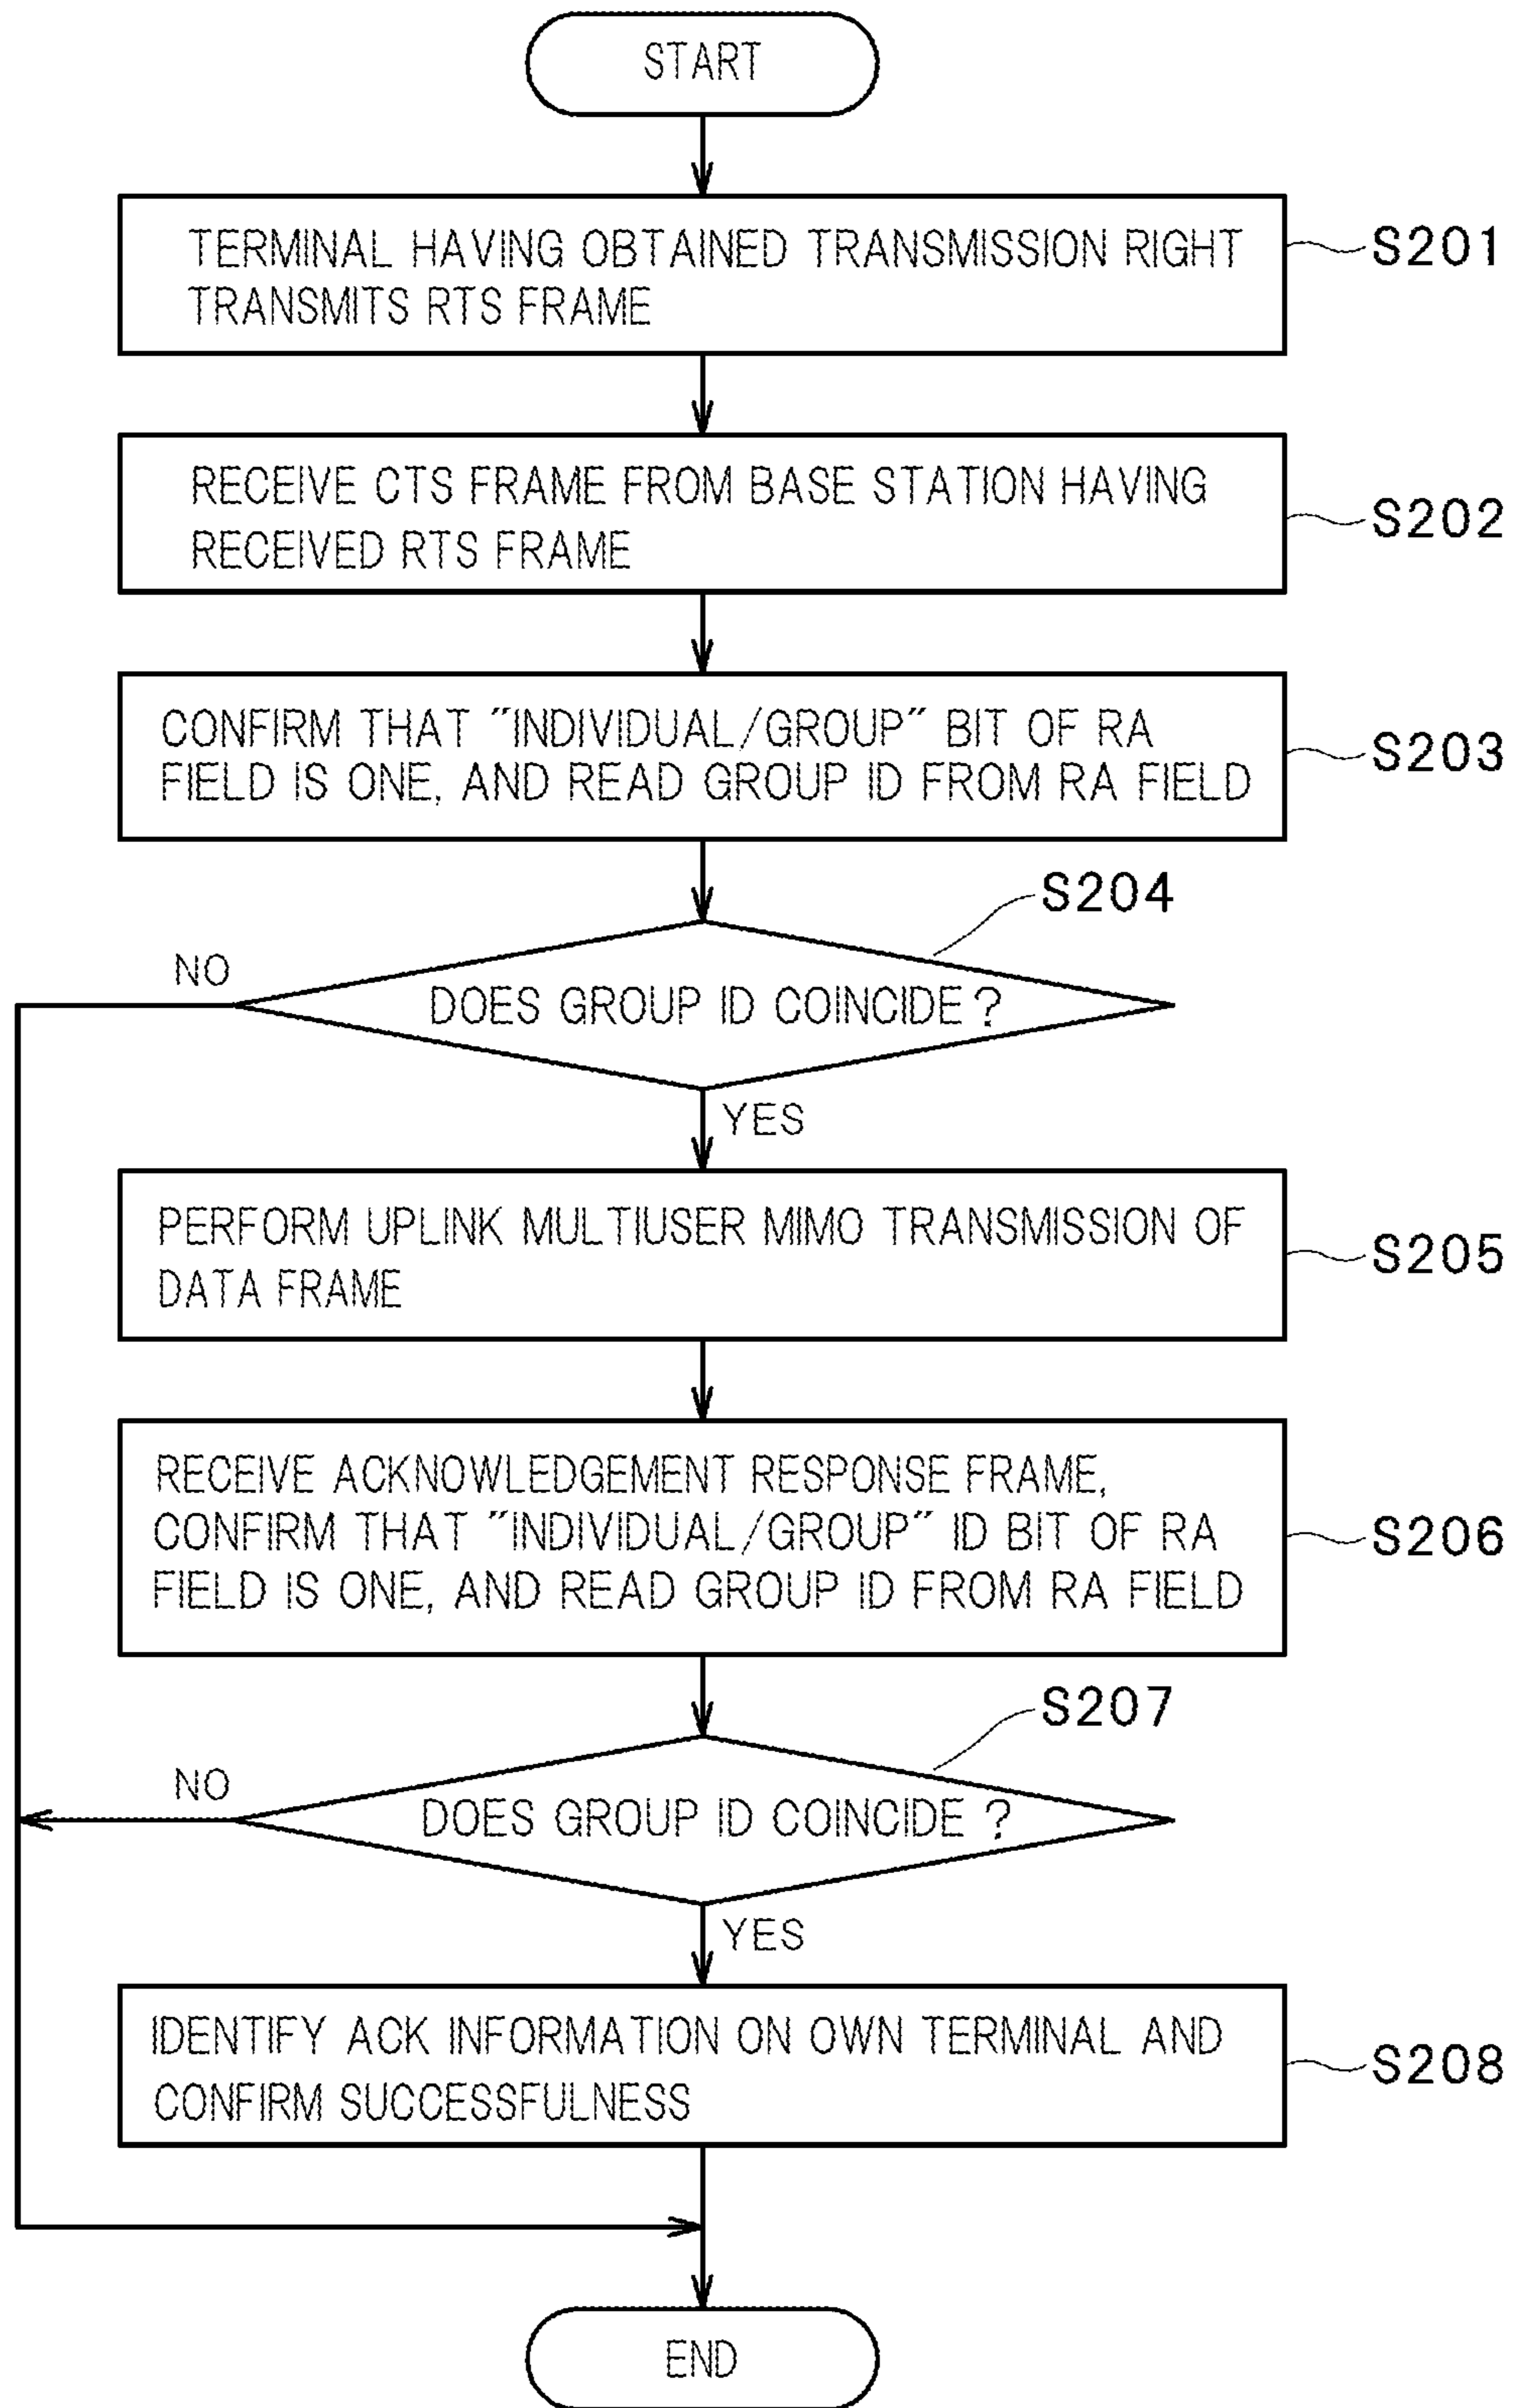 START
TERMINAL HAVING OBTAINED TRANSMISSION RIGHT
TRANSMITS RTS FRAME
S201
RECEIVE CTS FRAME FROM BASE STATION HAVING
RECEIVED RTS FRAME
S202
CONFIRM THAT "INDIVIDUAL/GROUP" BIT OF RA
FIELD IS ONE, AND READ GROUP ID FROM RA FIELD
S203
S204
NO
DOES GROUP ID COINCIDE?
YES
PERFORM UPLINK MULTIUSER MIMO TRANSMISSION OF
DATA FRAME
S205
RECEIVE ACKNOWLEDGEMENT RESPONSE FRAME,
CONFIRM THAT "INDIVIDUAL/GROUP" ID BIT OF RA
FIELD IS ONE, AND READ GROUP ID FROM RA FIELD
S206
S207
NO
DOES GROUP ID COINCIDE?
YES
IDENTIFY ACK INFORMATION ON OWN TERMINAL AND
CONFIRM SUCCESSFULNESS
S208
END